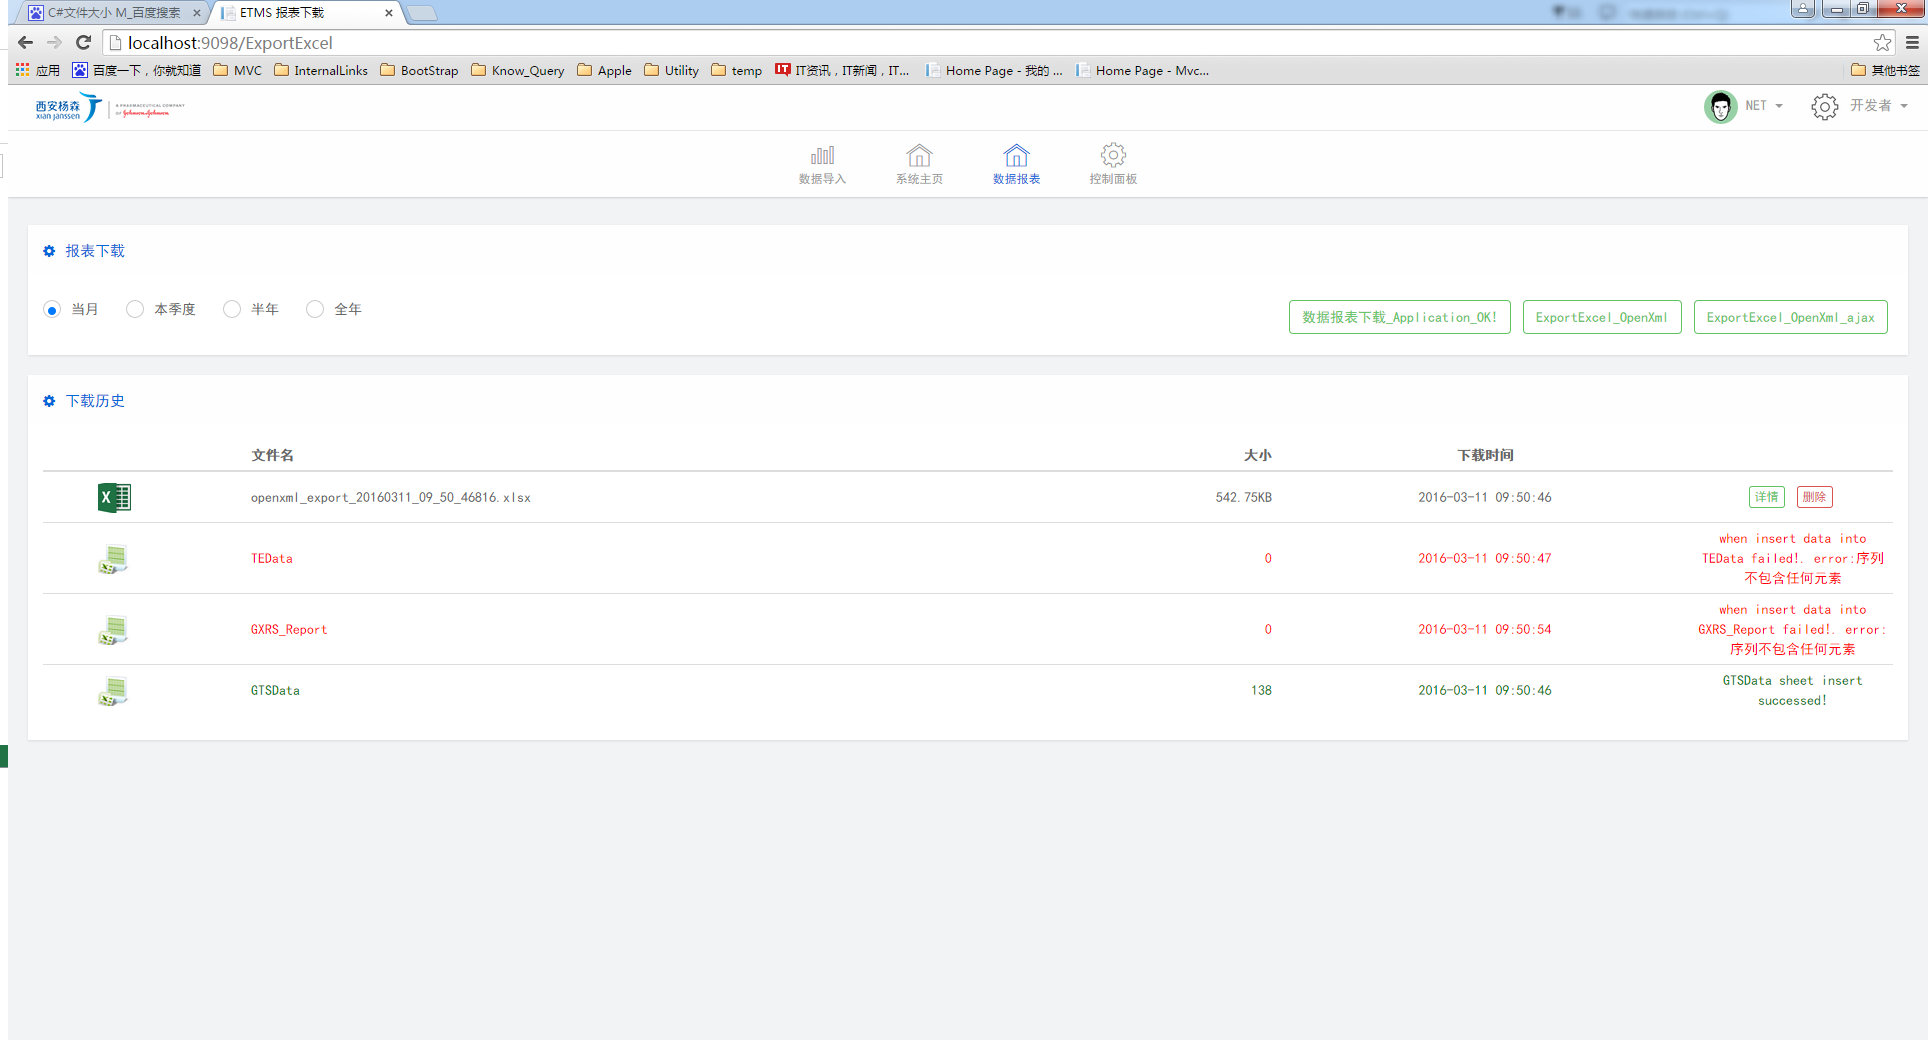 C#文件大小 M_百度搜索
ETMS 报表下载
localhost:9098/ExportExcel
应用
百度一下，你就知道
MVC
InternalLinks
BootStrap
Know_Query
Apple
Utility
temp
IT资讯，IT新闻，IT...
Home Page - 我的 ...
Home Page - Mvc...
其他书签
西安杨森
xian janssen
A PHARMACEUTICAL COMPANY
OF Johnson&Johnson
NET
开发者
数据导入
系统主页
数据报表
控制面板
报表下载
当月
本季度
半年
全年
数据报表下载_Application_OK!
ExportExcel_OpenXml
ExportExcel_OpenXml_ajax
下载历史
文件名 大小 下载时间
openxml_export_20160311_09_50_46816.xlsx 542.75KB 2016-03-11 09:50:46 详情 删除
TEData 0 2016-03-11 09:50:47
when insert data into
TEData failed!. error:序列
不包含任何元素
GXRS_Report 0 2016-03-11 09:50:54
when insert data into
GXRS_Report failed!. error:
序列不包含任何元素
GTSData 138 2016-03-11 09:50:46
GTSData sheet insert
successed!